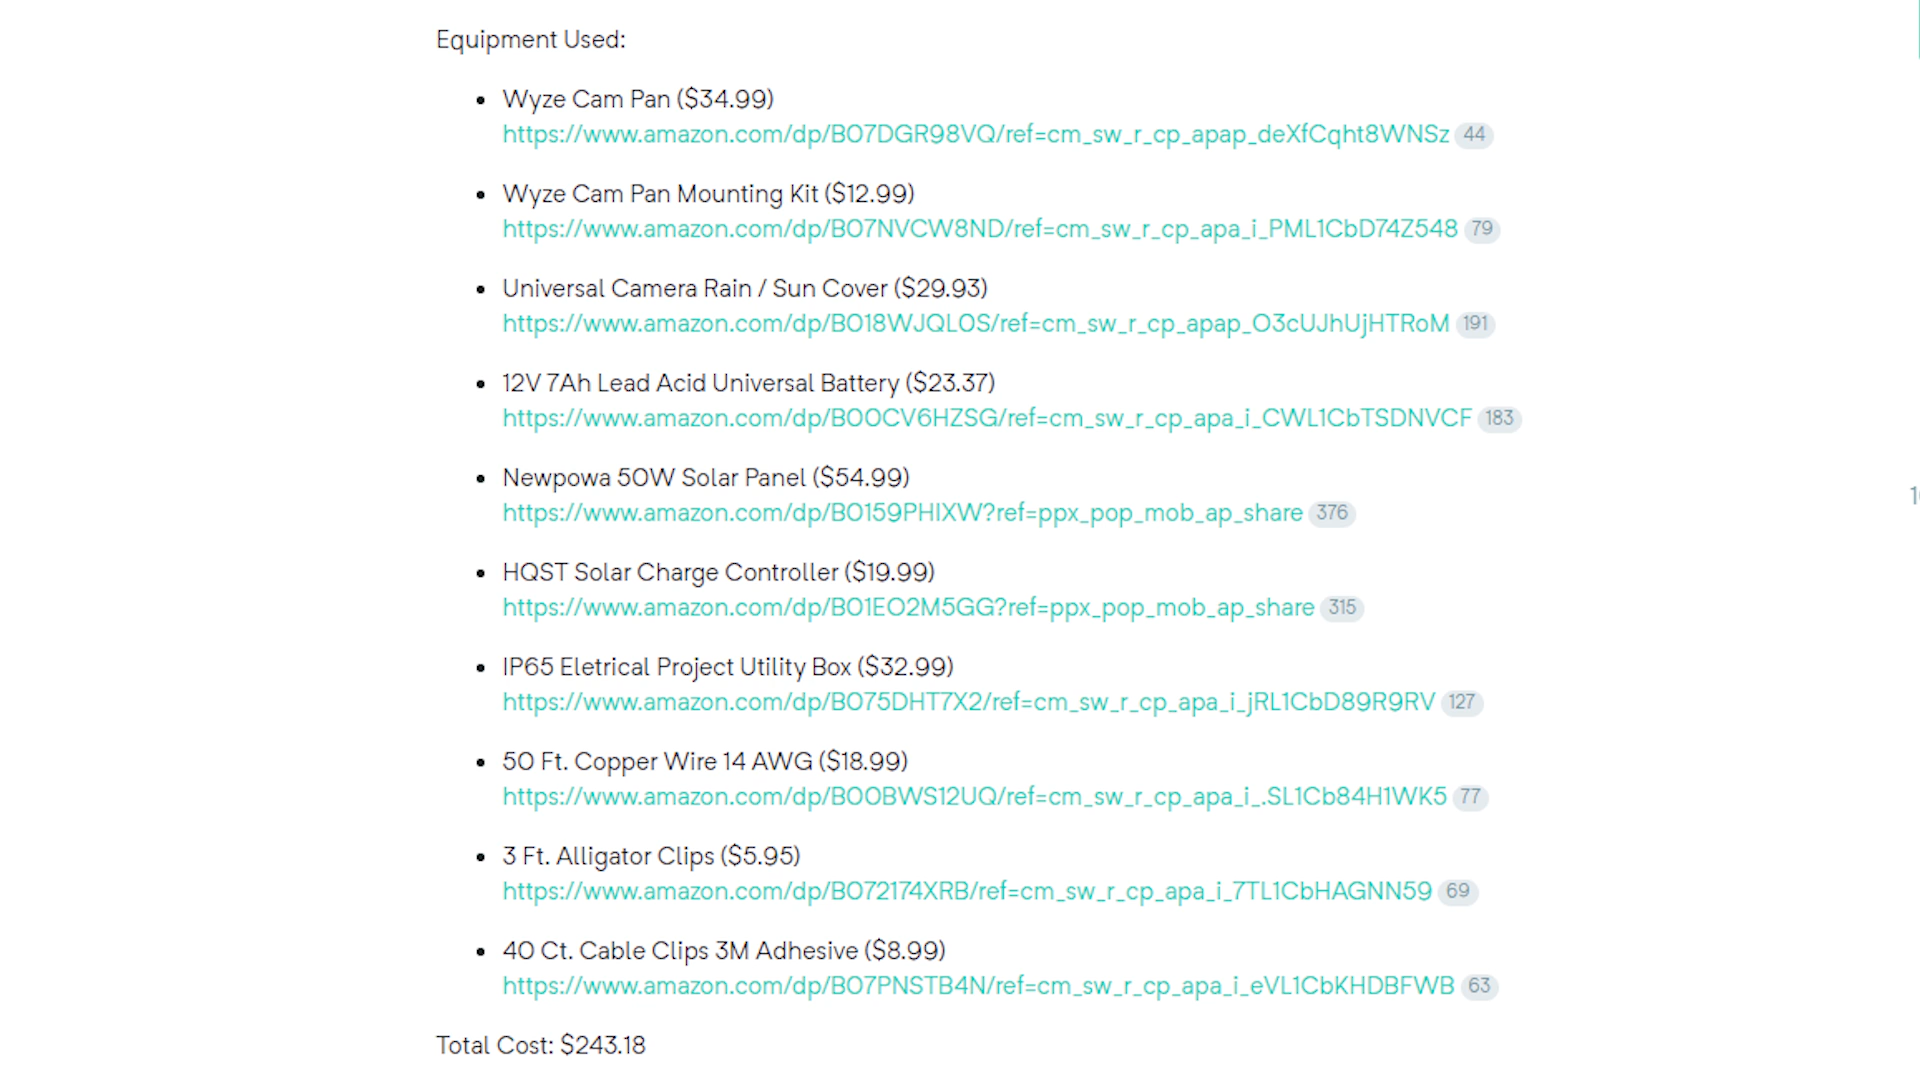 Equipment Used:
Wyze Cam Pan ($34.99)
https://www.amazon.com/dp/B07DGR98VQ/ref=cm_sw_r_cp_apap_deXfCqht8WNSz 44
Wyze Cam Pan Mounting Kit ($12.99)
https://www.amazon.com/dp/B07NVCW8ND/ref=cm_sw_r_cp_apa_i_PML1CbD74Z548 79
Universal Camera Rain / Sun Cover ($29.93)
https://www.amazon.com/dp/B018WJQL0S/ref=cm_sw_r_cp_apap_O3cUJhUjHTRoM 191
12V 7Ah Lead Acid Universal Battery ($23.37)
https://www.amazon.com/dp/B00CV6HZSG/ref=cm_sw_r_cp_apa_i_CWL1CbTSDNVCF 183
Newpowa 50W Solar Panel ($54.99)
https://www.amazon.com/dp/B0159PHIXW?ref=ppx_pop_mob_ap_share 376
HQST Solar Charge Controller ($19.99)
https://www.amazon.com/dp/B01EO2M5GG?ref=ppx_pop_mob_ap_share 315
IP65 Eletrical Project Utility Box ($32.99)
https://www.amazon.com/dp/B075DHT7X2/ref=cm_sw_r_cp_apa_i_jRL1CbD89R9RV 127
50 Ft. Copper Wire 14 AWG ($18.99)
https://www.amazon.com/dp/B00BWS12UQ/ref=cm_sw_r_cp_apa_i_.SL1Cb84H1WK5 77
3 Ft. Alligator Clips ($5.95)
https://www.amazon.com/dp/B072174XRB/ref=cm_sw_r_cp_apa_i_7TL1CbHAGNN59 69
40 Ct. Cable Clips 3M Adhesive ($8.99)
https://www.amazon.com/dp/B07PNSTB4N/ref=cm_sw_r_cp_apa_i_eVL1CbKHDBFWB 63
Total Cost: $243.18